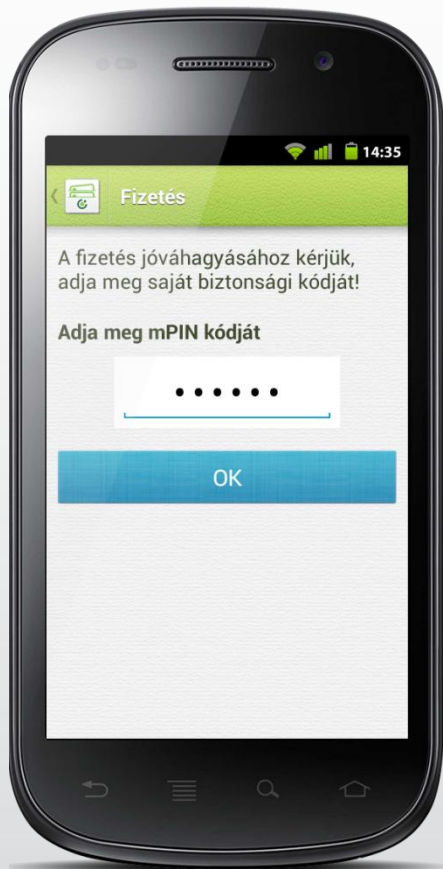 14:35
Fizetés
A fizetés jóváhagyásához kérjük,
adja meg saját biztonsági kódját!
Adja meg mPIN kódját
••••••
OK